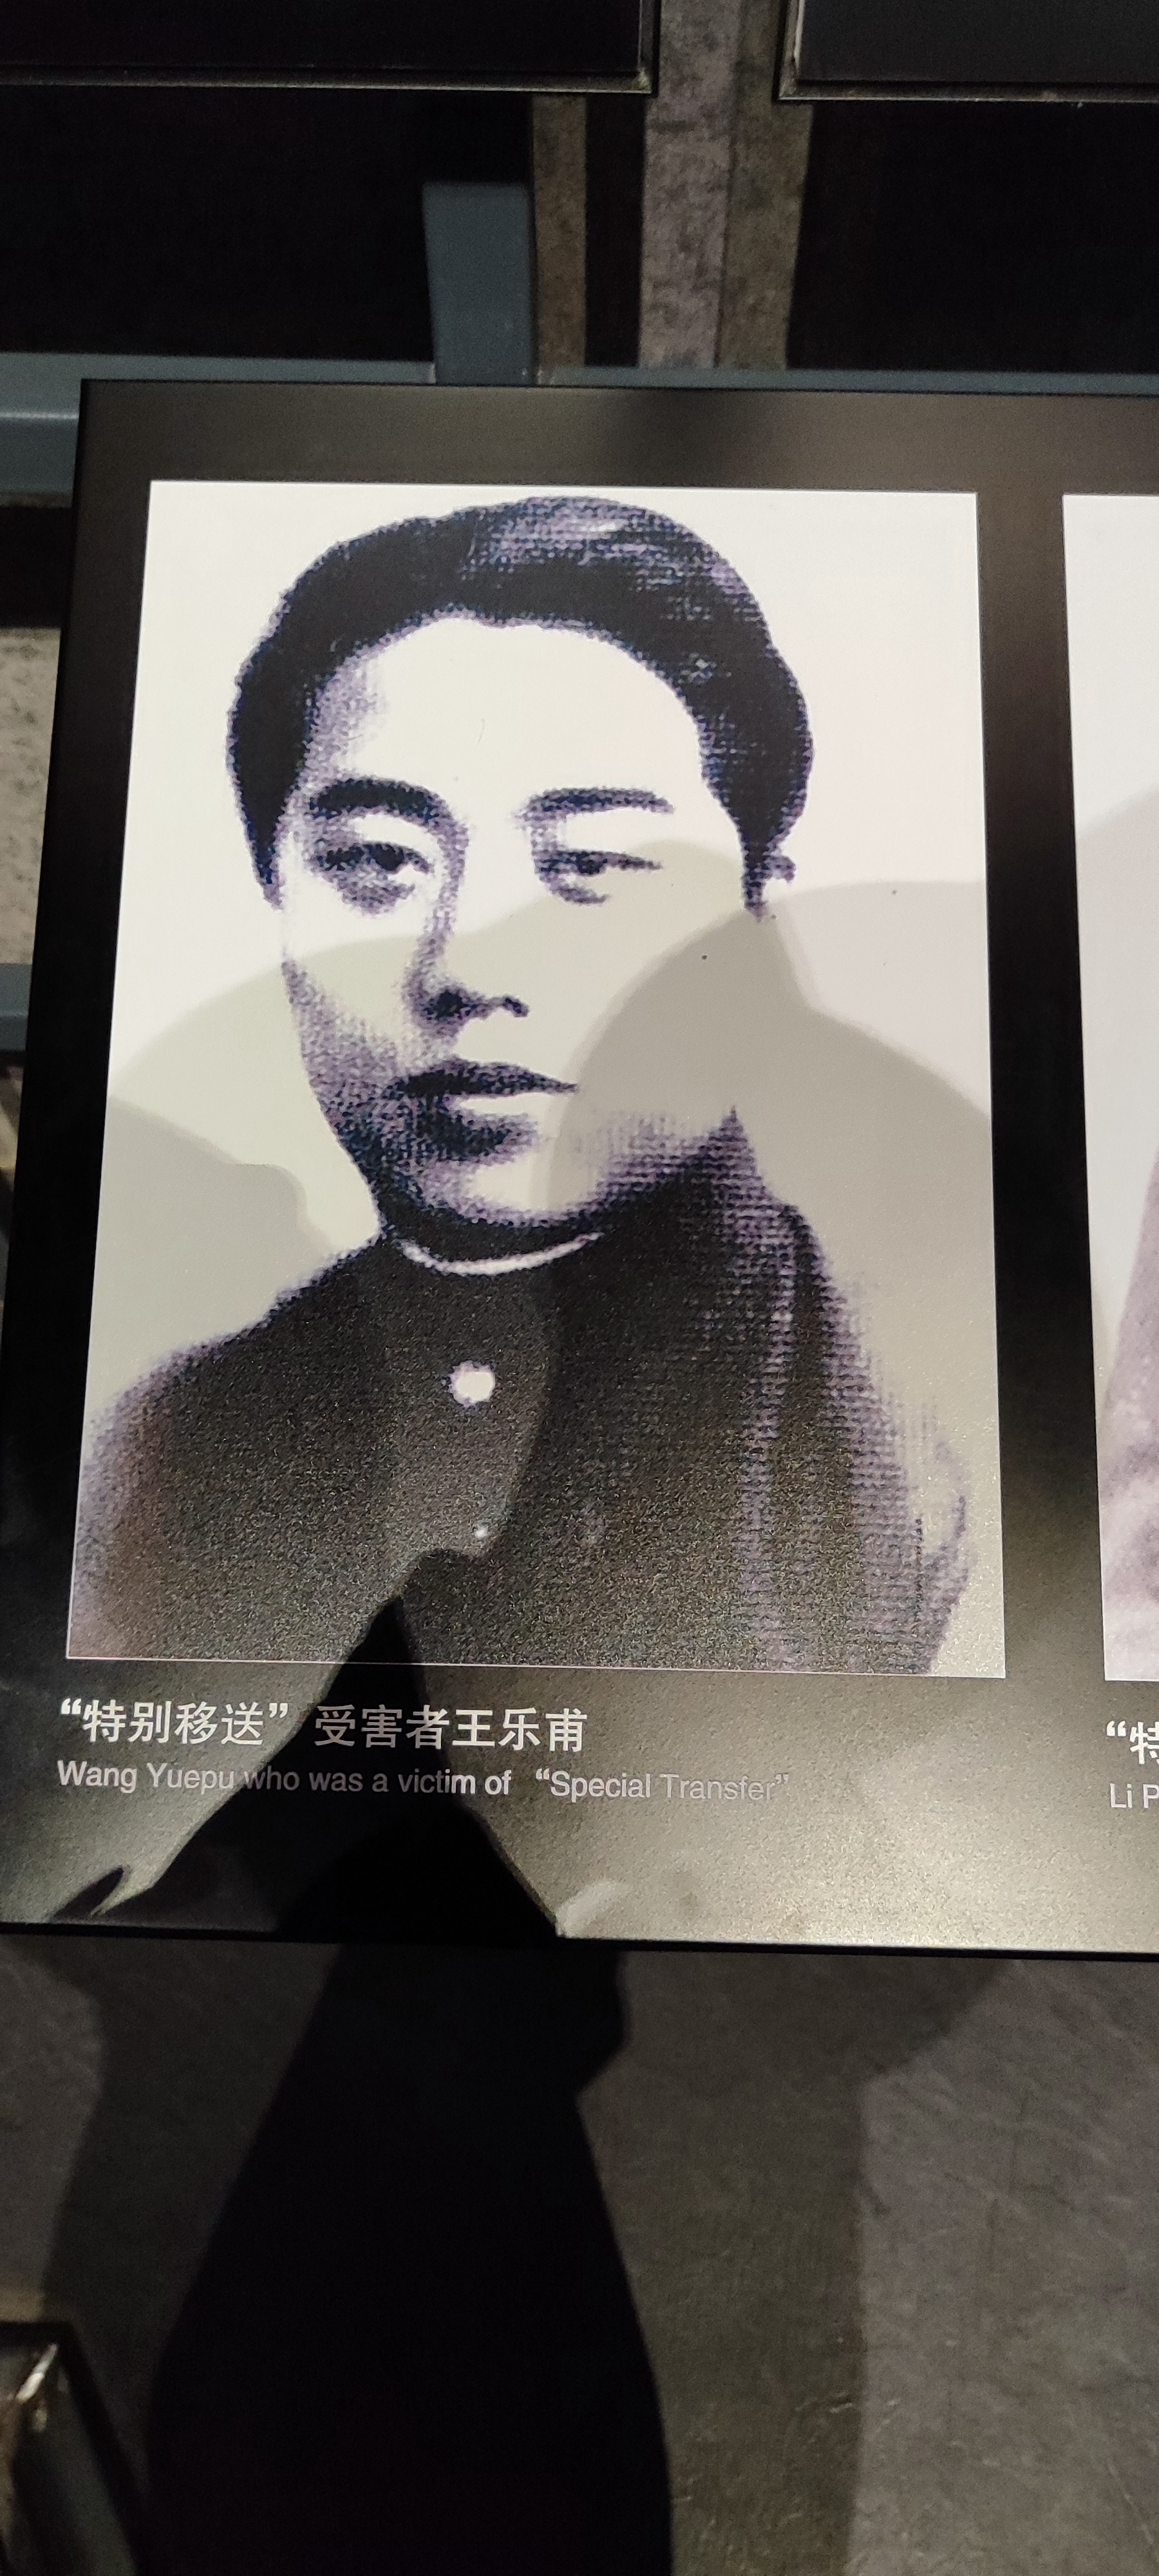 “特别移送” 受害者王乐甫
Wang Yuepu who was a victim of “Special Transfer”
“特
Li P